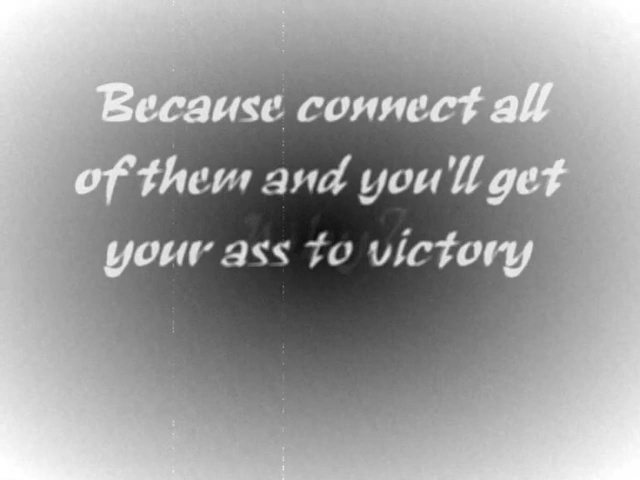 Because connect all
of them and you'll get
your ass to victory